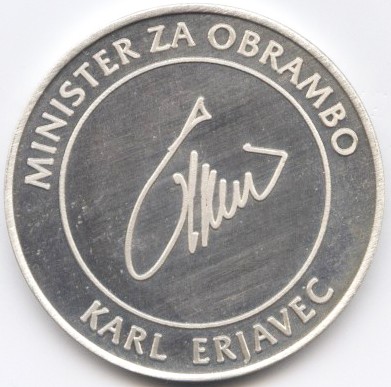 MINISTER ZA OBRAMBO
KARL ERJAVEC